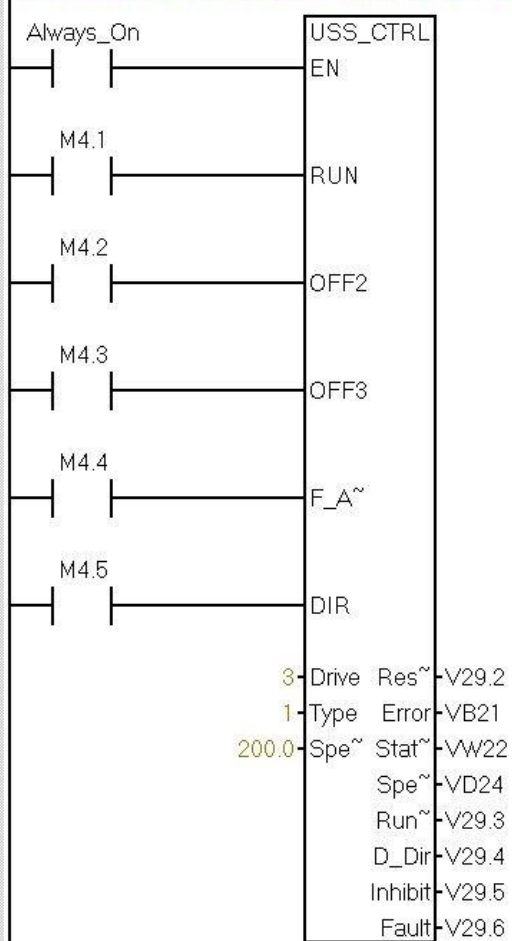 Always_On USS_CTRL
EN
M4.1
RUN
M4.2
OFF2
M4.3
OFF3
M4.4
F_A~
M4.5
DIR
3 Drive Res~ V29.2
1 Type Error VB21
200.0 Spe~ Stat~ VW22
Spe~ VD24
Run~ V29.3
D_Dir V29.4
Inhibit V29.5
Fault V29.6